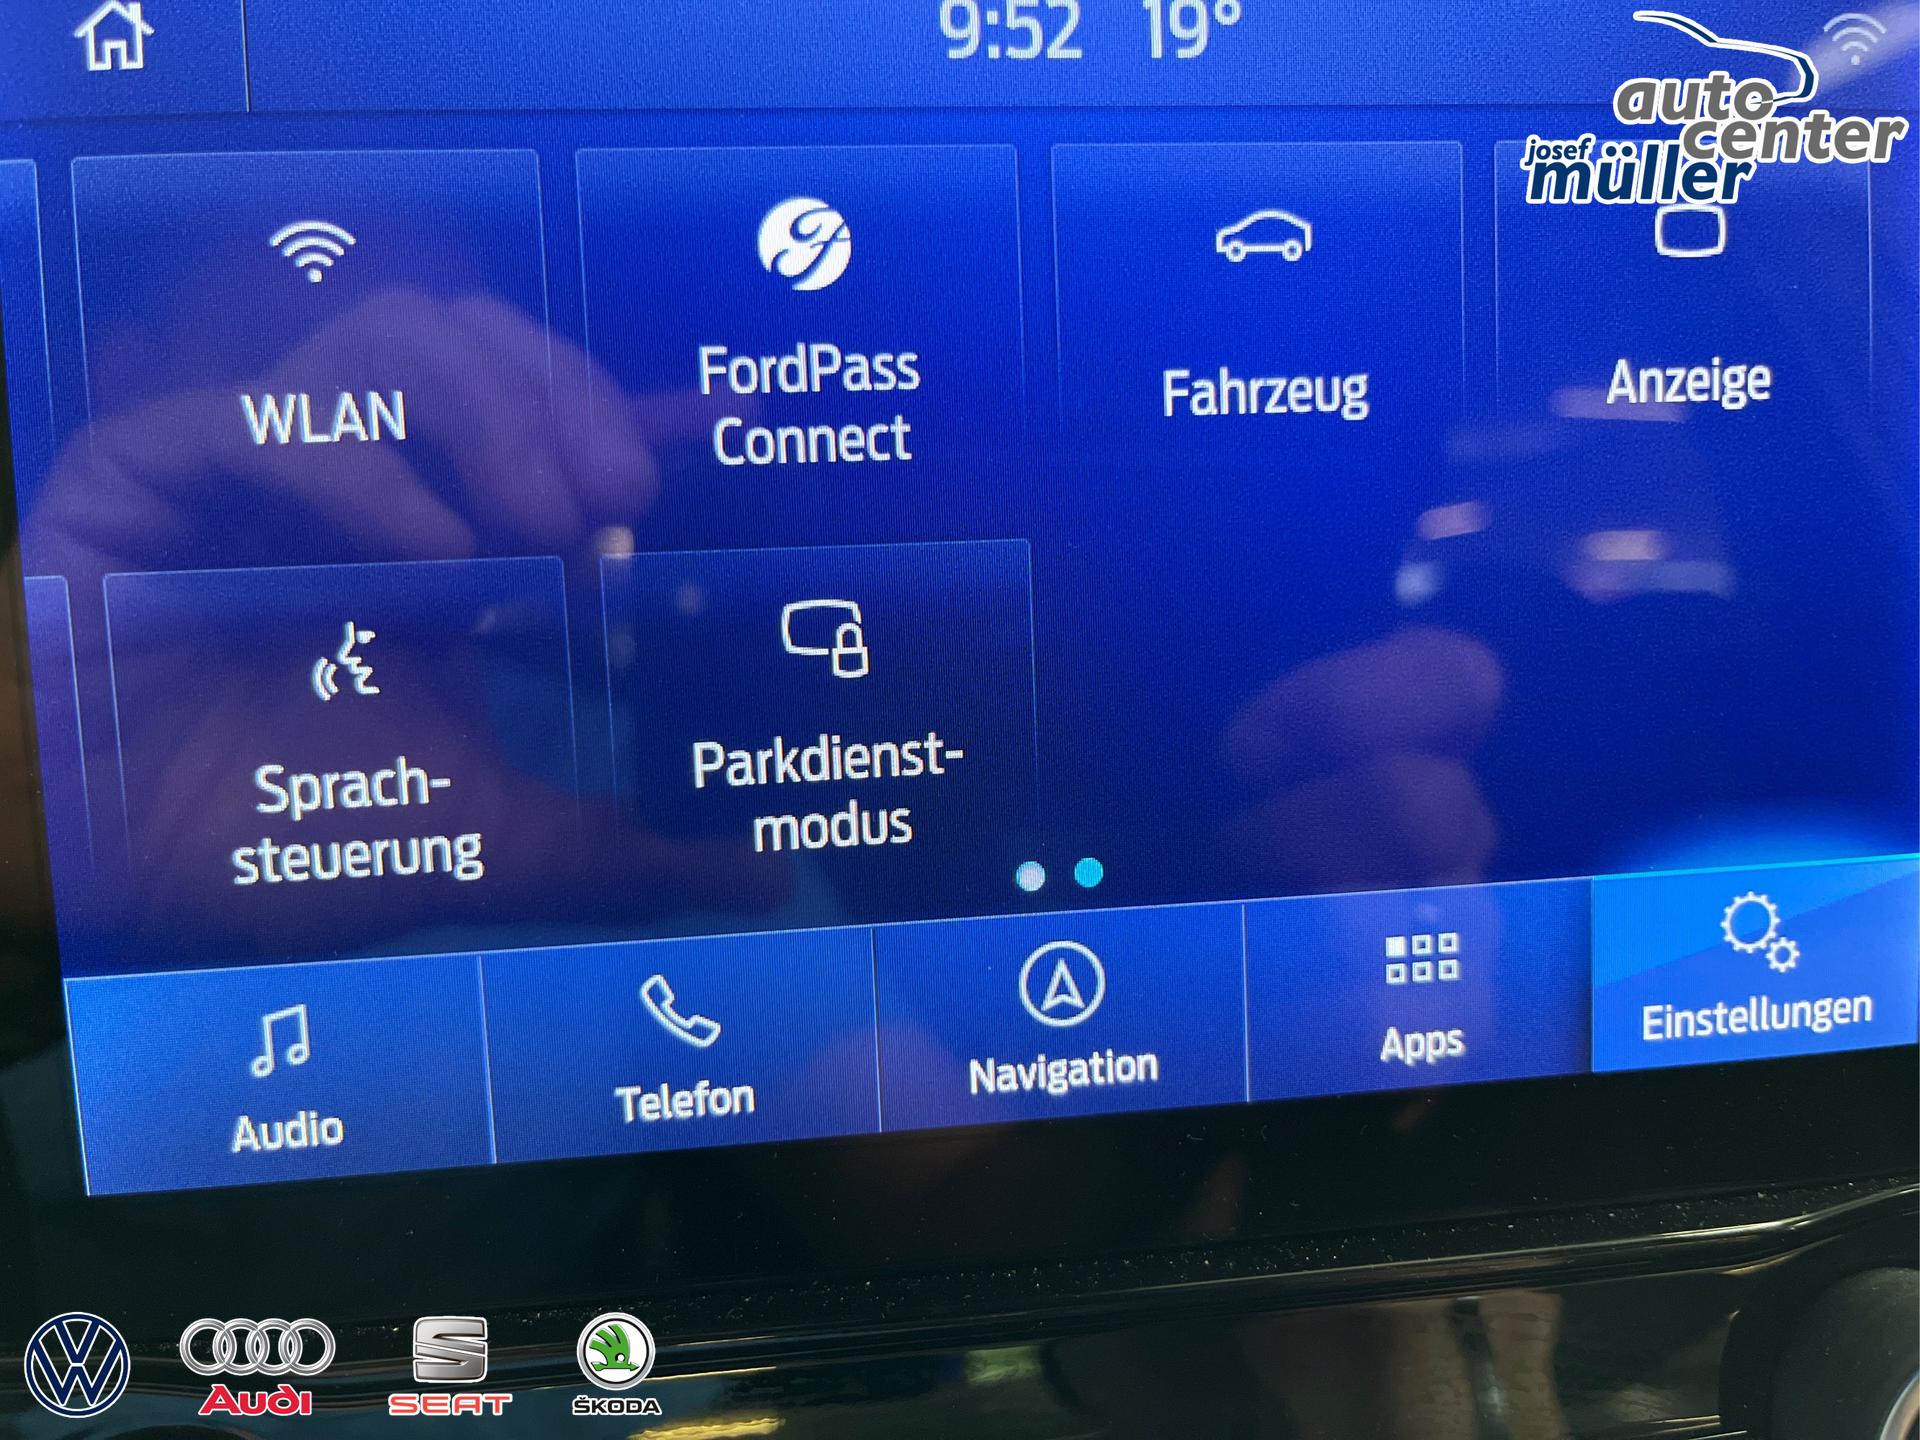 9:52 19°
auto
center
josef
müller
WLAN
FordPass
Connect
Fahrzeug
Anzeige
Sprach-
steuerung
Parkdienst-
modus
Audio
Telefon
Navigation
Apps
Einstellungen
Audi
SEAT
ŠKODA